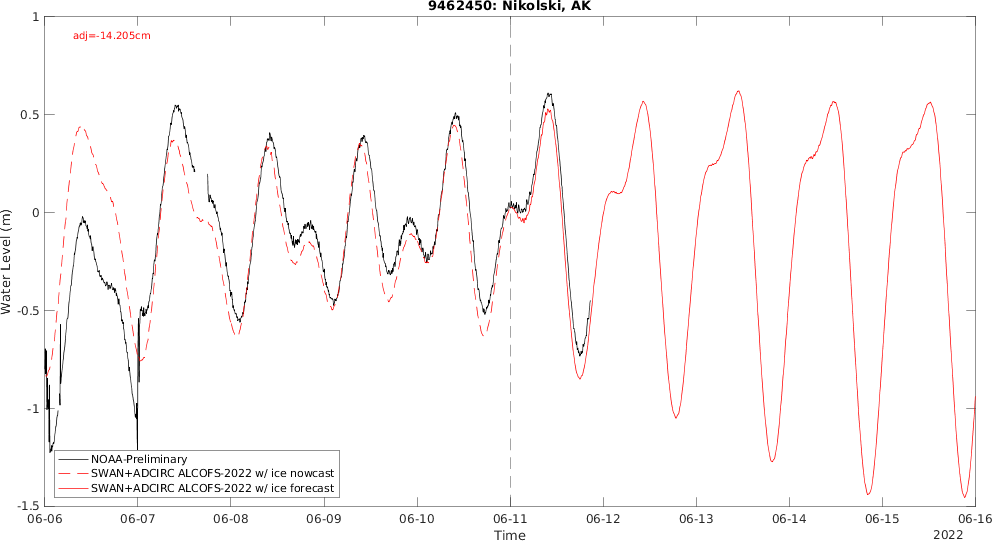 9462450: Nikolski, AK
adj=-14.205cm
Water Level (m)
1
0.5
0
-0.5
-1
-1.5
NOAA-Preliminary
SWAN+ADCIRC ALCOFS-2022 w/ ice nowcast
SWAN+ADCIRC ALCOFS-2022 w/ ice forecast
06-06 06-07 06-08 06-09 06-10 06-11 06-12 06-13 06-14 06-15 06-16
Time
2022